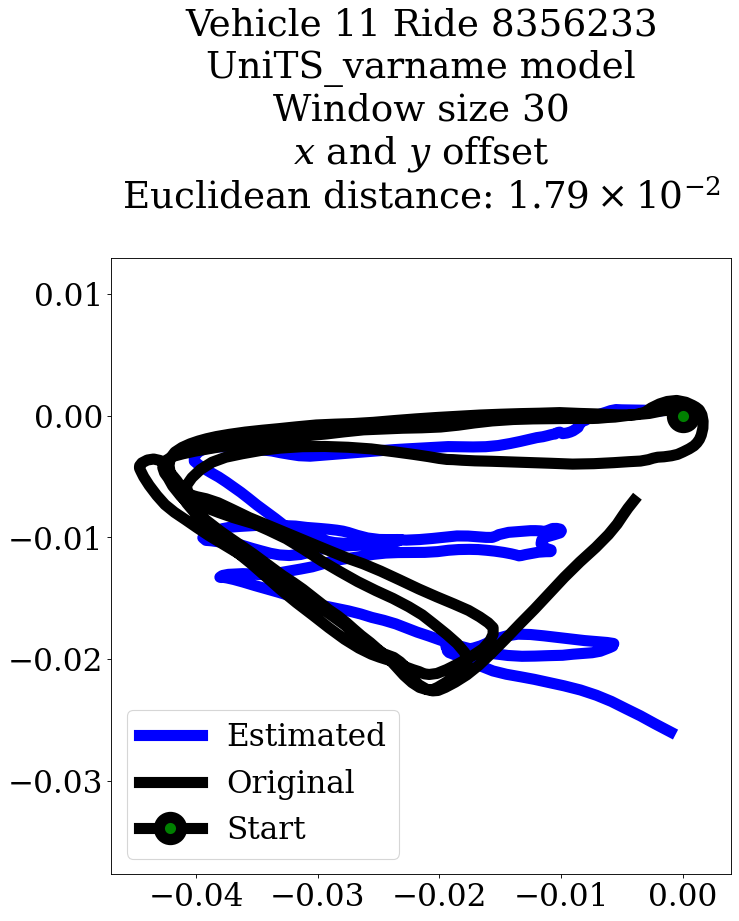 Vehicle 11 Ride 8356233
UniTS_varname model
Window size 30
x and y offset
Euclidean distance: 1.79 × 10⁻²
0.01
0.00
−0.01
−0.02
−0.03
Estimated
Original
Start
−0.04 −0.03 −0.02 −0.01 0.00